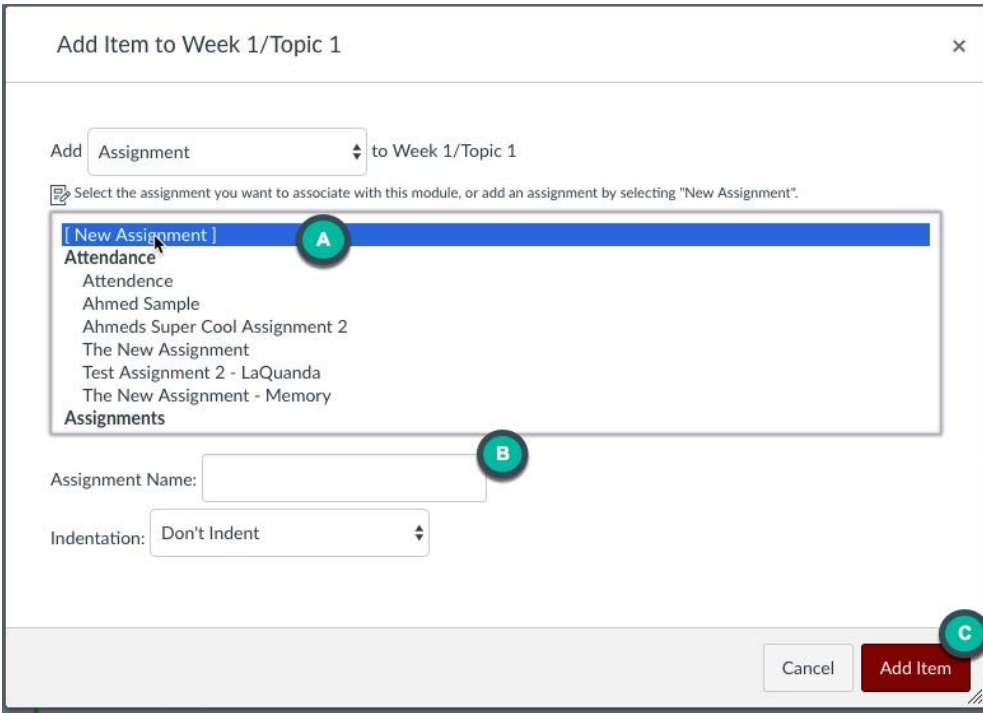 Add Item to Week 1/Topic 1
×
Add Assignment to Week 1/Topic 1
Select the assignment you want to associate with this module, or add an assignment by selecting "New Assignment".
[ New Assignment ]
A
Attendance
Attendence
Ahmed Sample
Ahmeds Super Cool Assignment 2
The New Assignment
Test Assignment 2 - LaQuanda
The New Assignment - Memory
Assignments
B
Assignment Name:
Indentation: Don't Indent
C
Cancel Add Item